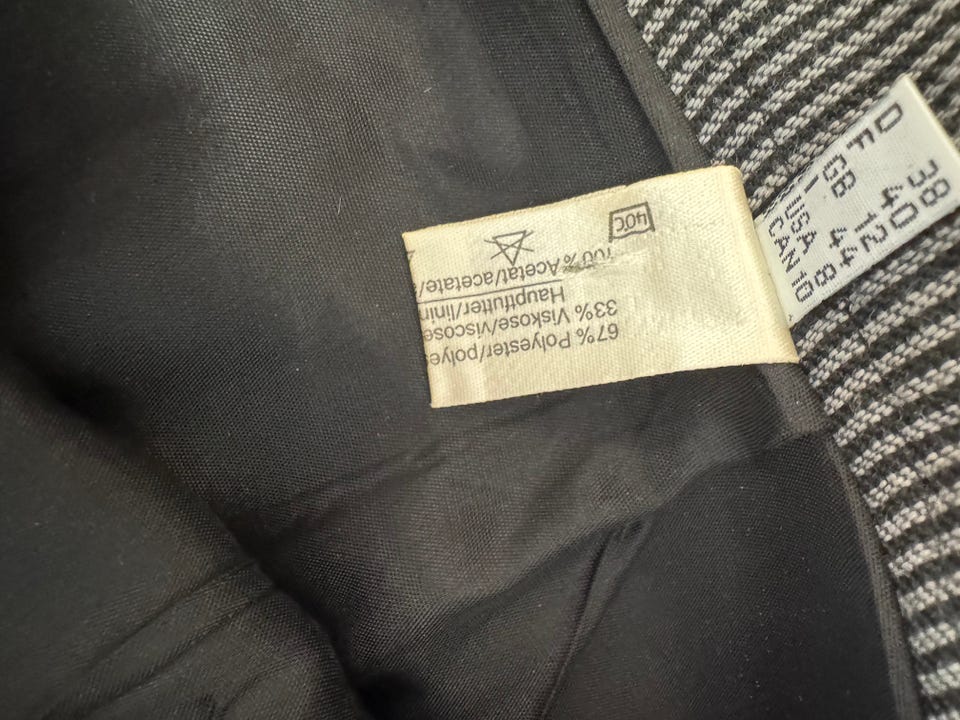 67% Polyester/polye
33% Viskose/viscose
Hauptfutter/linin
100% Acetat/acetate/
40°C
D 38
F 40
GB 12
I 44
USA 8
CAN 10